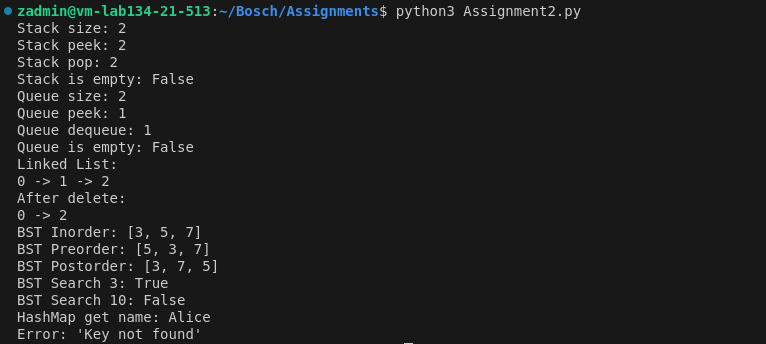 zadmin@vm-lab134-21-513:~/Bosch/Assignments$ python3 Assignment2.py
Stack size: 2
Stack peek: 2
Stack pop: 2
Stack is empty: False
Queue size: 2
Queue peek: 1
Queue dequeue: 1
Queue is empty: False
Linked List:
0 -> 1 -> 2
After delete:
0 -> 2
BST Inorder: [3, 5, 7]
BST Preorder: [5, 3, 7]
BST Postorder: [3, 7, 5]
BST Search 3: True
BST Search 10: False
HashMap get name: Alice
Error: 'Key not found'